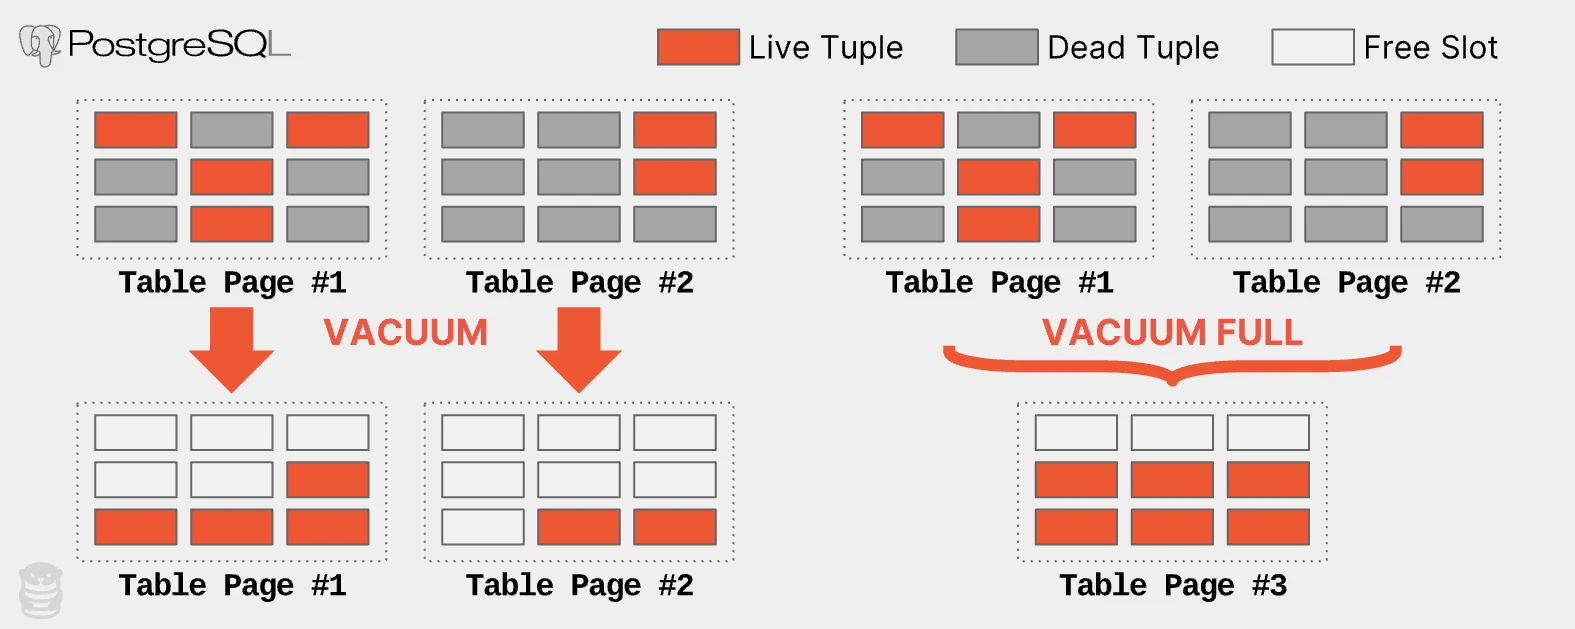 PostgreSQL
Live Tuple
Dead Tuple
Free Slot
Table Page #1
Table Page #2
Table Page #1
Table Page #2
VACUUM
VACUUM FULL
Table Page #1
Table Page #2
Table Page #3